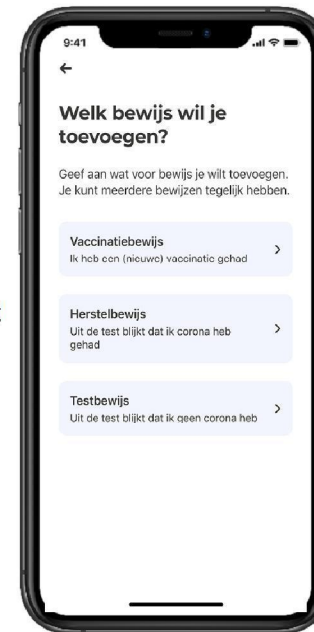 9:41
Welk bewijs wil je
toevoegen?
Geef aan wat voor bewijs je wilt toevoegen.
Je kunt meerdere bewijzen tegelijk hebben.
Vaccinatiebewijs
Ik heb een (nieuwe) vaccinatie gehad
Herstelbewijs
Uit de test blijkt dat ik corona heb
gehad
Testbewijs
Uit de test blijkt dat ik geen corona heb